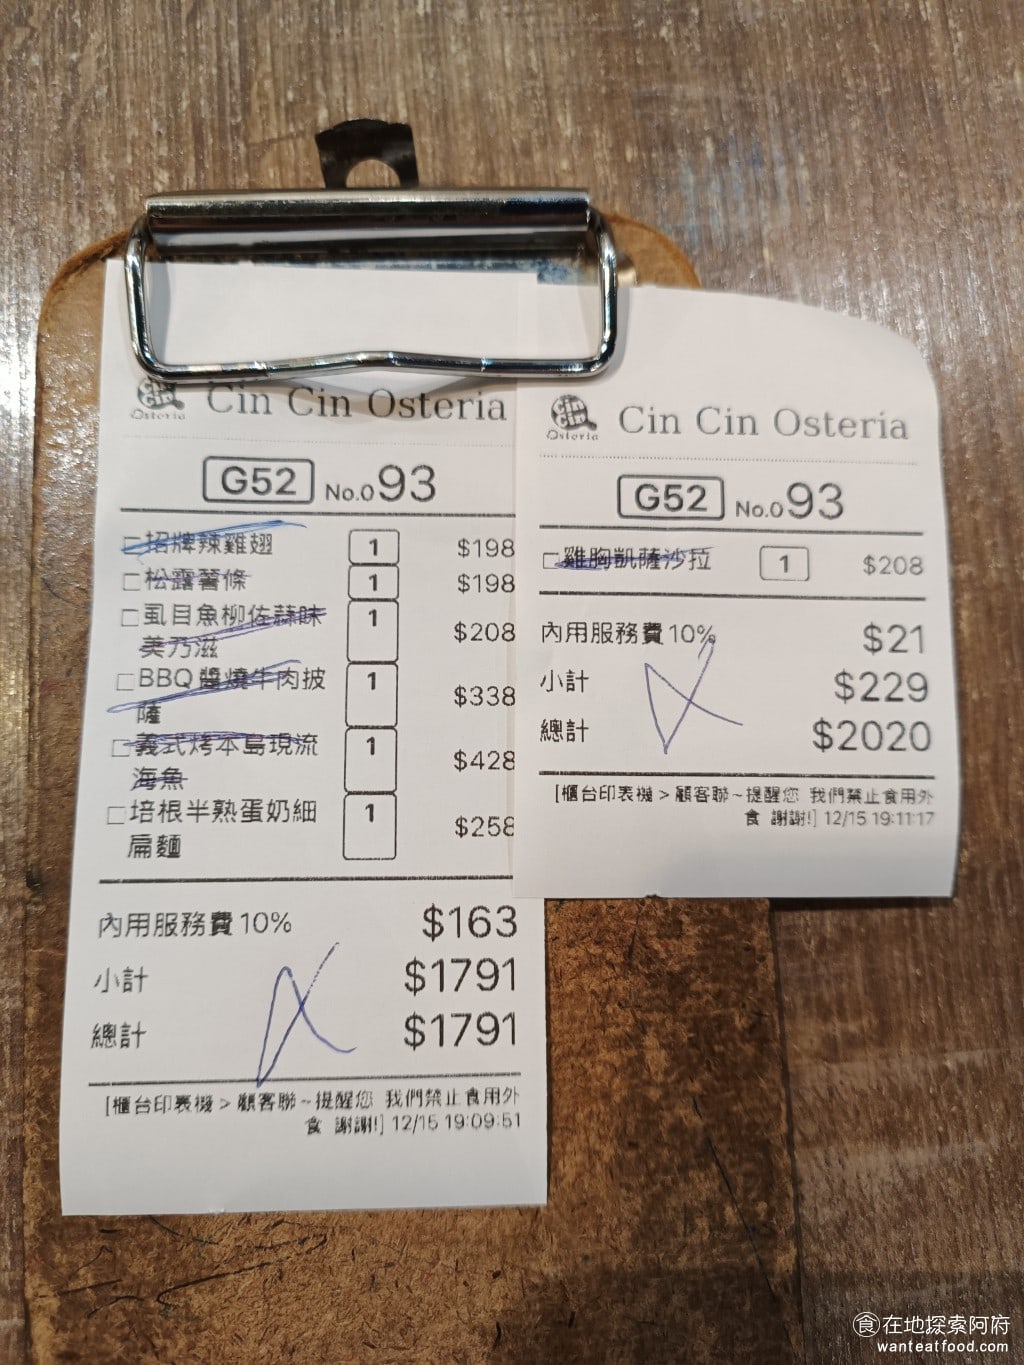 Cin Cin
Osteria
Cin Cin Osteria
G52 No.093
□招牌辣雞翅 1 $198
□松露薯條 1 $198
□虱目魚柳佐蒜味 1 $208
美乃滋
□BBQ醬燒牛肉披 1 $338
薩
□義式烤本島現流 1 $428
海魚
□培根半熟蛋奶細 1 $258
扁麵
內用服務費10% $163
小計 $1791
總計 $1791
[櫃台印表機 > 顧客聯~提醒您 我們禁止食用外
食 謝謝!] 12/15 19:09:51
Cin Cin
Osteria
Cin Cin Osteria
G52 No.093
□雞胸凱薩沙拉 1 $208
內用服務費10% $21
小計 $229
總計 $2020
[櫃台印表機 > 顧客聯~提醒您 我們禁止食用外
食 謝謝!] 12/15 19:11:17
食在地探索阿府
wanteatfood.com